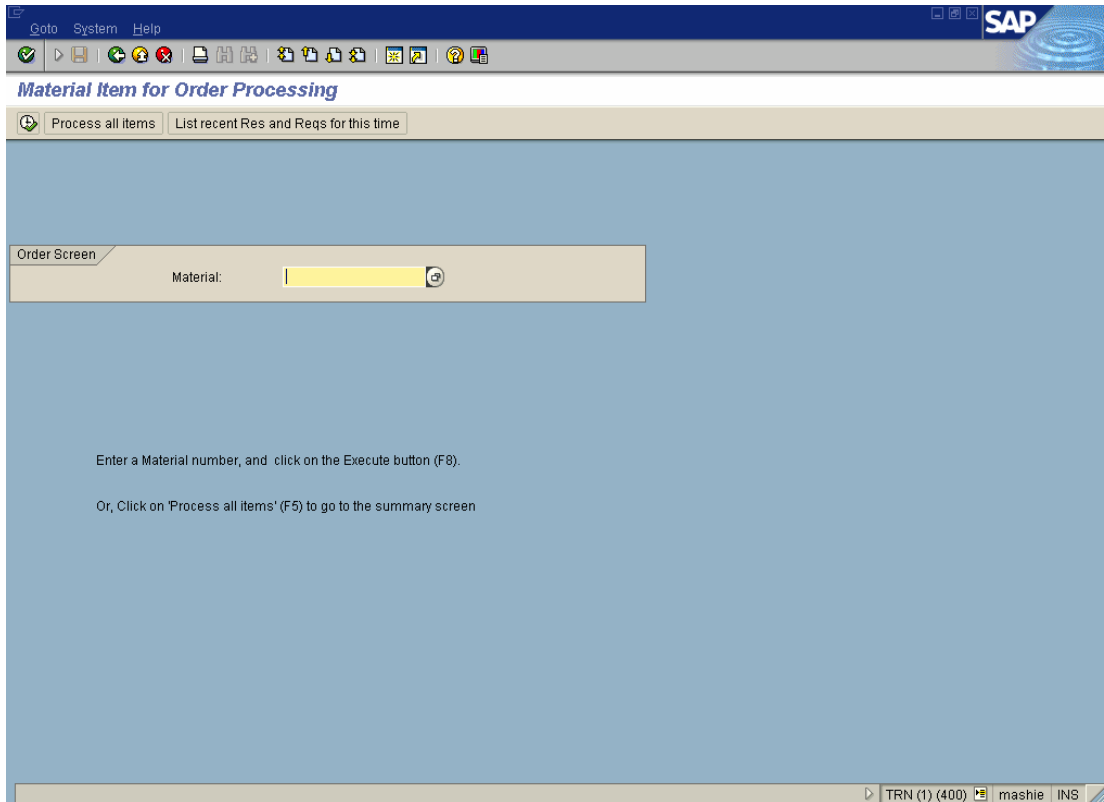 Goto System Help
SAP
Material Item for Order Processing
Process all items List recent Res and Reqs for this time
Order Screen
Material:
Enter a Material number, and click on the Execute button (F8).
Or, Click on 'Process all items' (F5) to go to the summary screen
TRN (1) (400) mashie INS